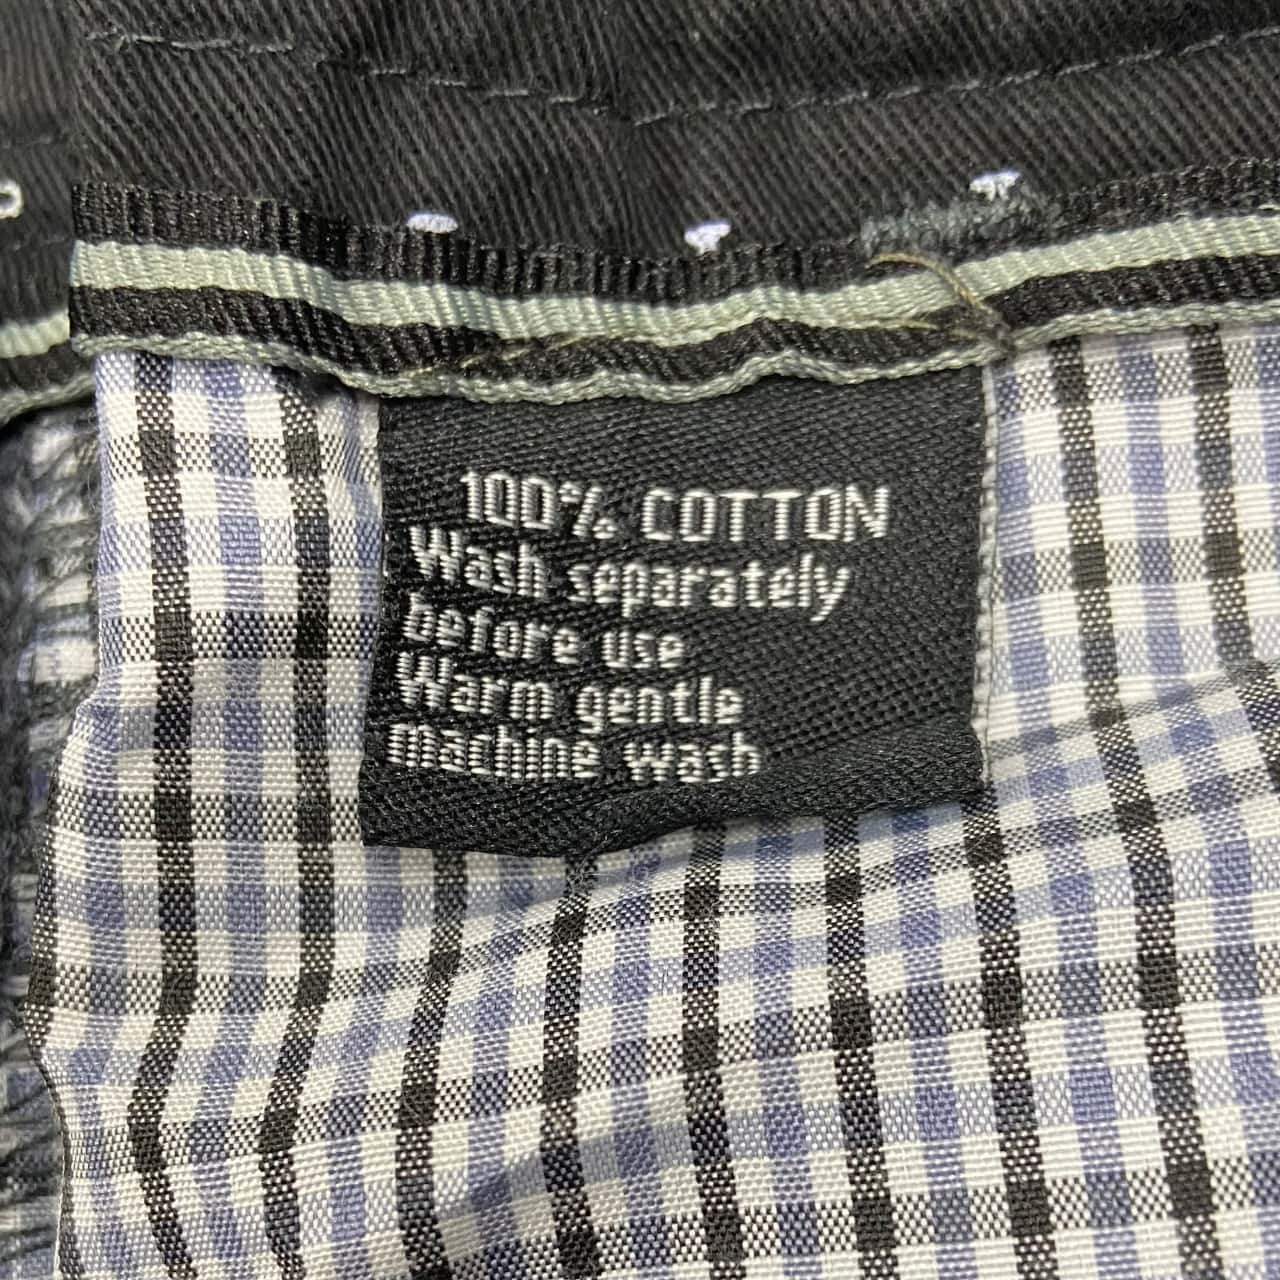 100% COTTON
Wash separately
before use
Warm gentle
machine wash